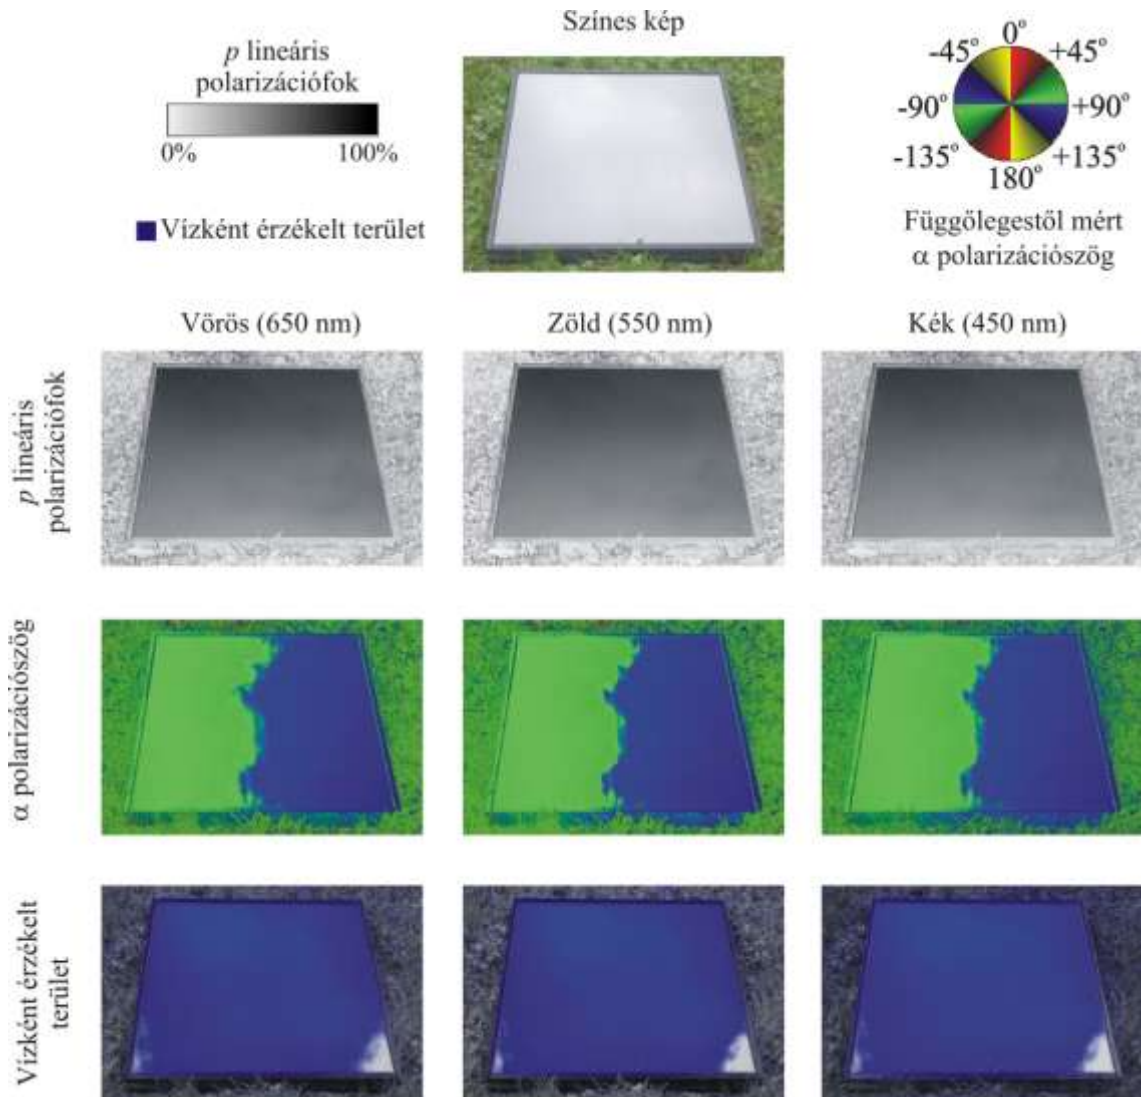 Színes kép
p lineáris
polarizációfok
0% 100%
Vízként érzékelt terület
0°
-45° +45°
-90° +90°
-135° +135°
180°
Függőlegestől mért
α polarizációszög
Vörös (650 nm) Zöld (550 nm) Kék (450 nm)
p lineáris
polarizációfok
α polarizációszög
Vízként érzékelt
terület